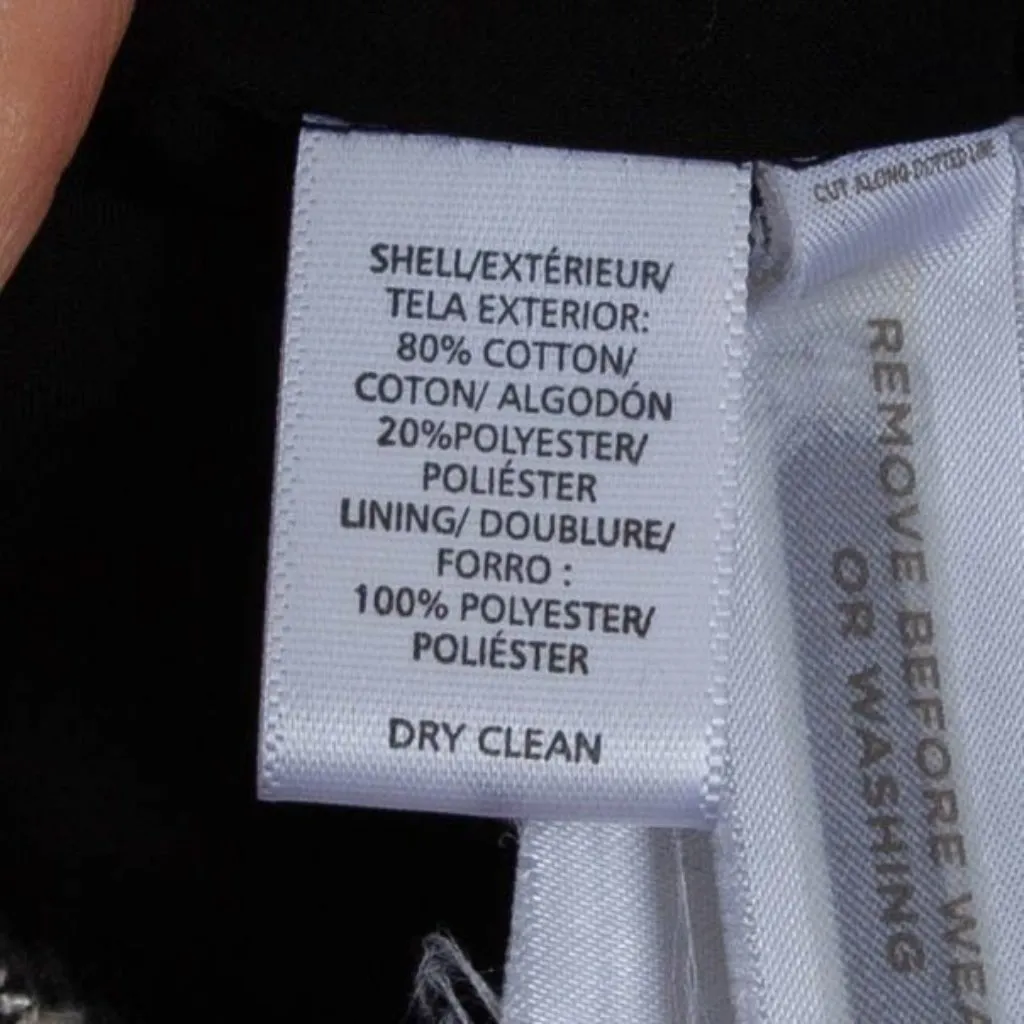 SHELL/EXTÉRIEUR/
TELA EXTERIOR:
80% COTTON/
COTON/ ALGODÓN
20%POLYESTER/
POLIÉSTER
LINING/ DOUBLURE/
FORRO :
100% POLYESTER/
POLIÉSTER
DRY CLEAN
CUT ALONG DOTTED LINE
REMOVE BEFORE WEA
OR WASHING